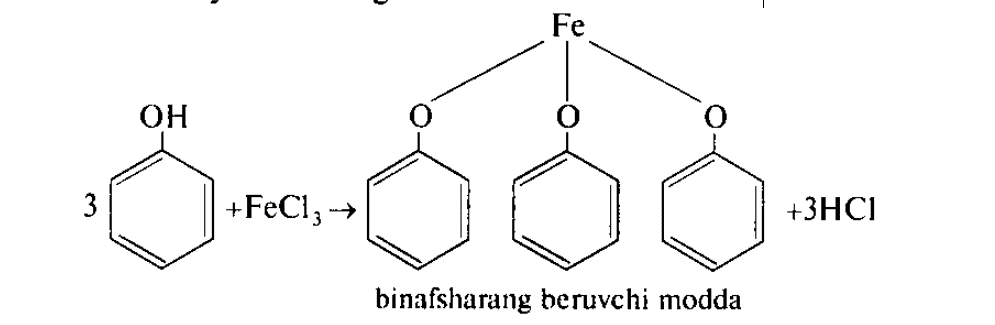 Fe
OH
O
O
O
3
+FeCl₃→
+3HCl
binafsharang beruvchi modda